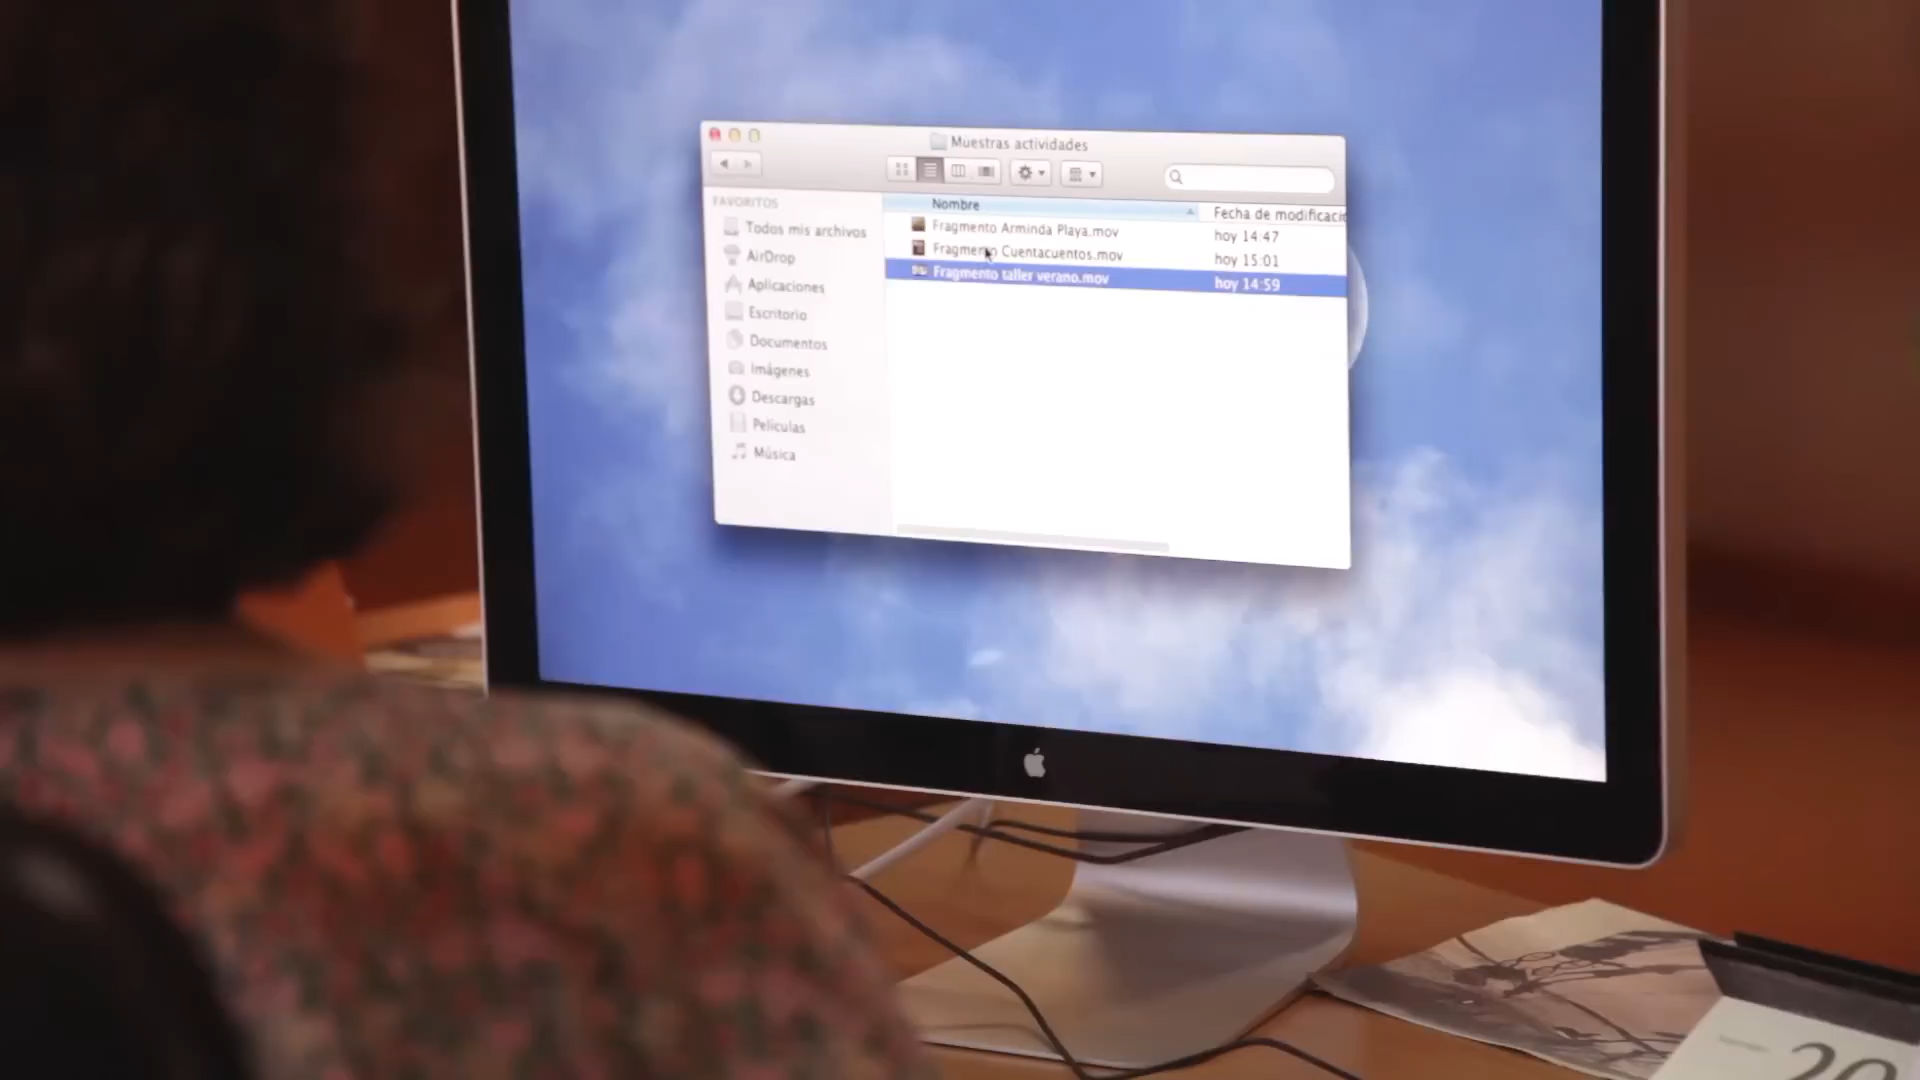 Muestras actividades
FAVORITOS
Todos mis archivos
AirDrop
Aplicaciones
Escritorio
Documentos
Imágenes
Descargas
Películas
Música
Nombre
Fecha de modificació
Fragmento Arminda Playa.mov
hoy 14:47
Fragmento Cuentacuentos.mov
hoy 15:01
Fragmento taller verano.mov
hoy 14:59
20